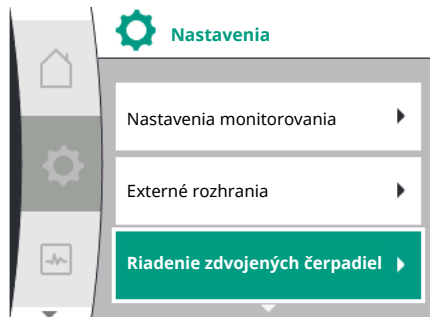 Nastavenia
Nastavenia monitorovania
Externé rozhrania
Riadenie zdvojených čerpadiel